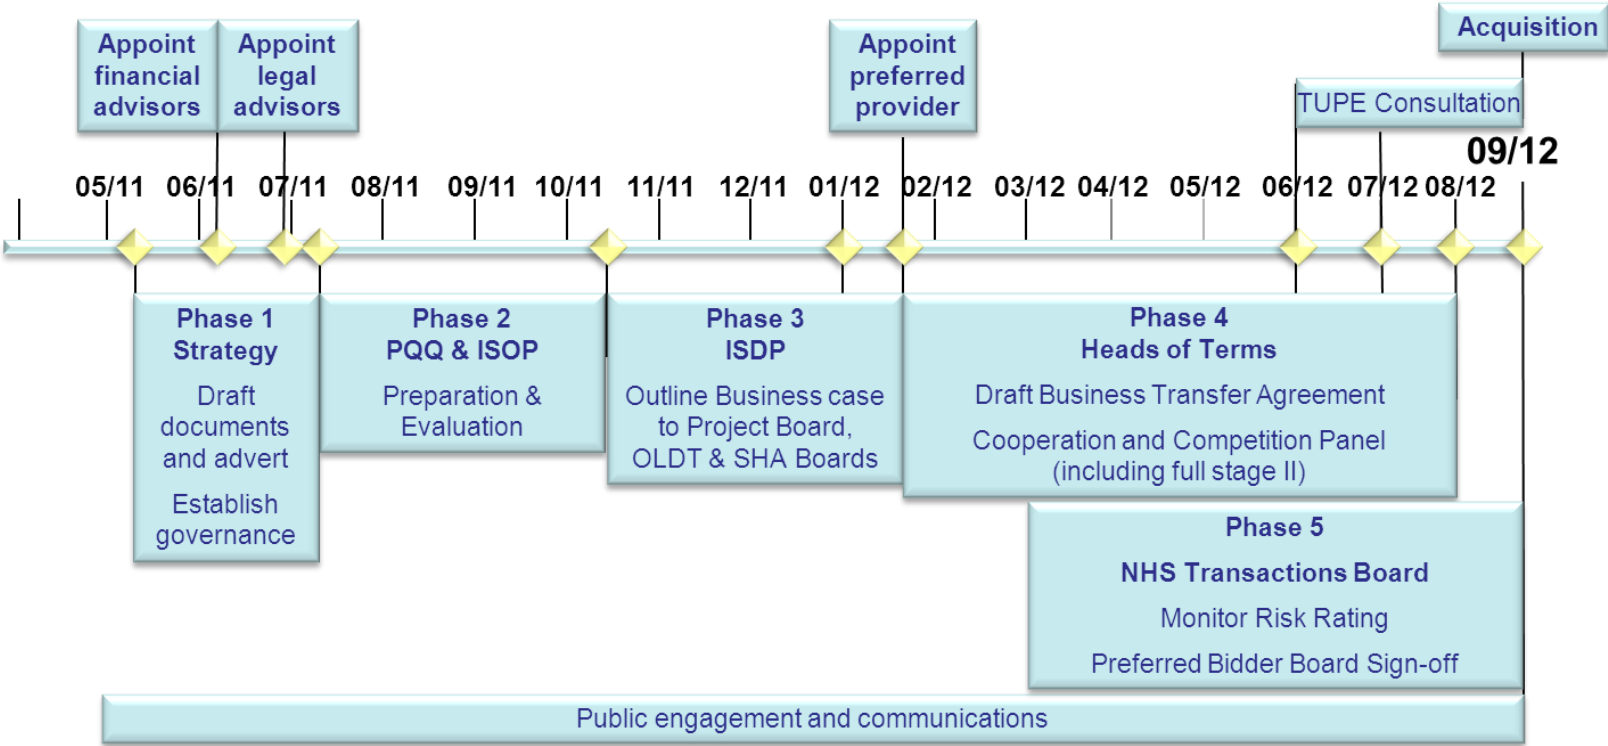 Acquisition
Appoint
financial
advisors
Appoint
legal
advisors
Appoint
preferred
provider
TUPE Consultation
09/12
05/11 06/11 07/11 08/11 09/11 10/11 11/11 12/11 01/12 02/12 03/12 04/12 05/12 06/12 07/12 08/12
Phase 1
Strategy
Draft
documents
and advert
Establish
governance
Phase 2
PQQ & ISOP
Preparation &
Evaluation
Phase 3
ISDP
Outline Business case
to Project Board,
OLDT & SHA Boards
Phase 4
Heads of Terms
Draft Business Transfer Agreement
Cooperation and Competition Panel
(including full stage II)
Phase 5
NHS Transactions Board
Monitor Risk Rating
Preferred Bidder Board Sign-off
Public engagement and communications